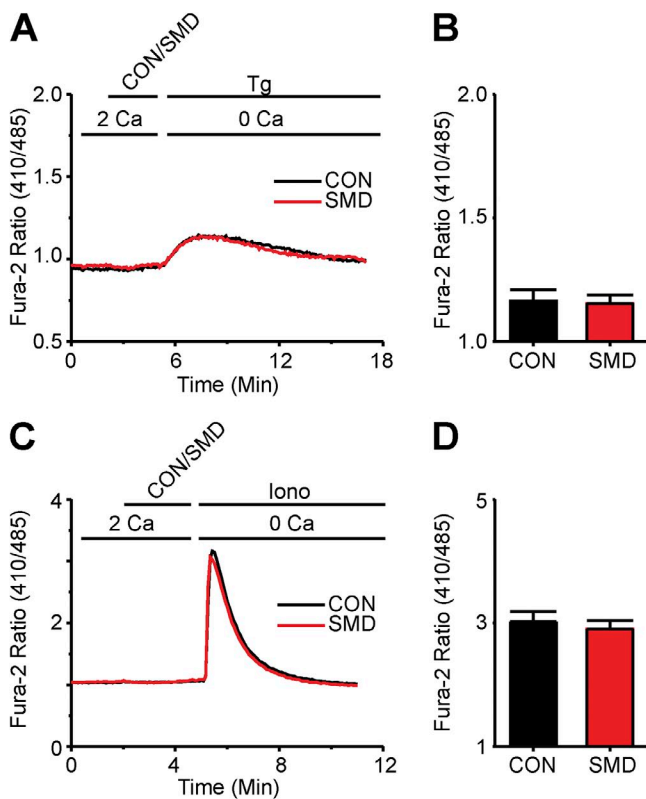 A
CON/SMD
Tg
2 Ca
0 Ca
Fura-2 Ratio (410/485)
2.0
1.5
1.0
0.5
CON
SMD
0
6
12
18
Time (Min)
B
Fura-2 Ratio (410/485)
2.0
1.5
1.0
CON
SMD
C
CON/SMD
Iono
2 Ca
0 Ca
Fura-2 Ratio (410/485)
4
2
1
0
CON
SMD
0
4
8
12
Time (Min)
D
Fura-2 Ratio (410/485)
5
3
1
CON
SMD